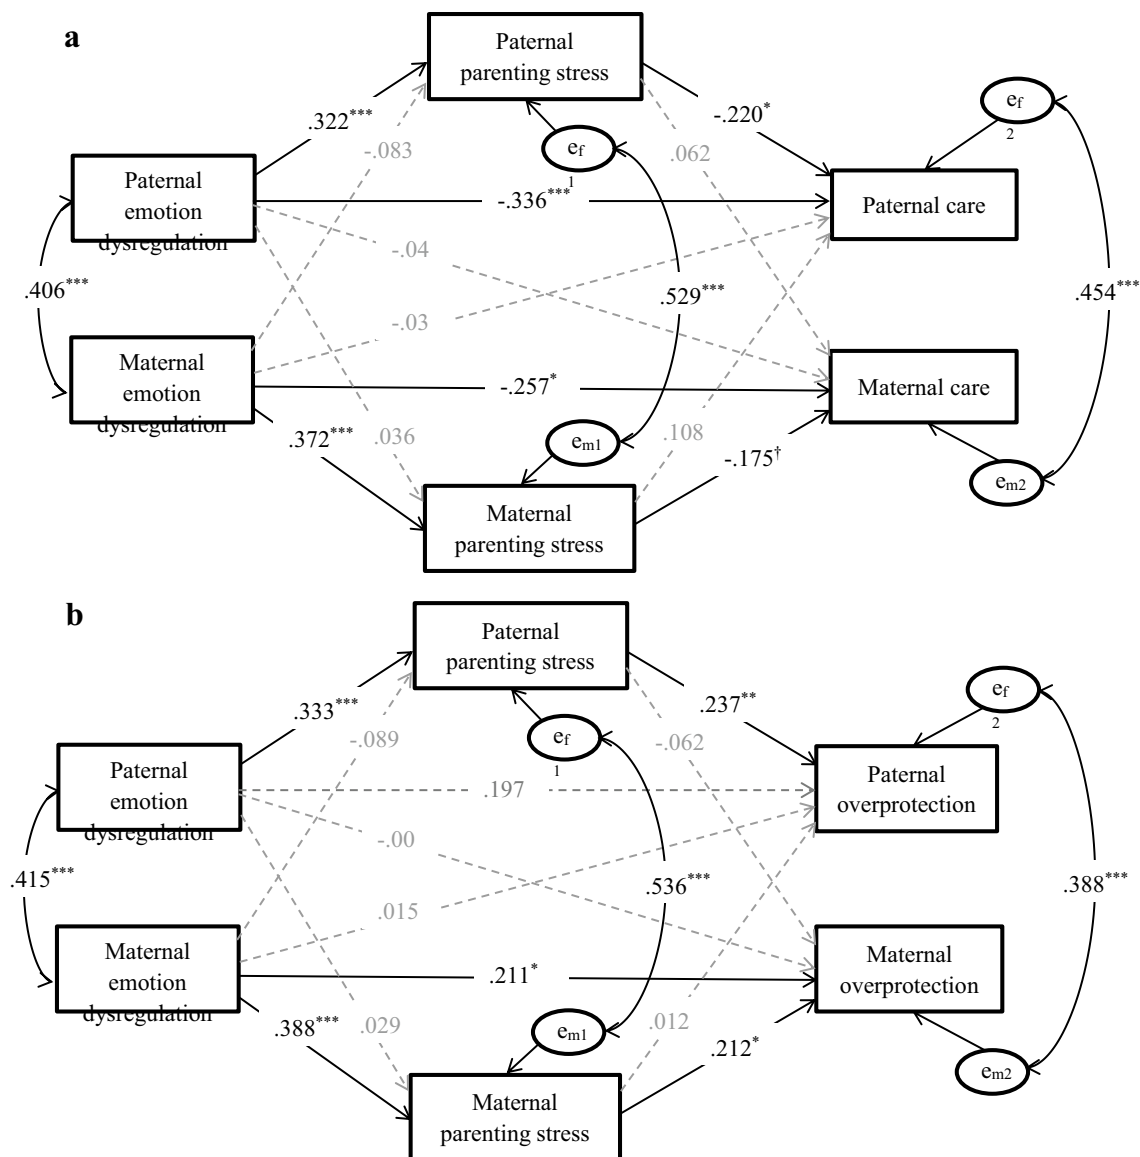 a
Paternal
parenting stress
.322***
-.083
-.220*
.062
ef
1
ef
2
Paternal
emotion
dysregulation
-.336***
Paternal care
-.04
.406***
.529***
.454***
-.03
Maternal
emotion
dysregulation
-.257*
Maternal care
.372***
.036
em1
.108
-.175†
em2
Maternal
parenting stress
b
Paternal
parenting stress
.333***
-.089
.237**
-.062
ef
1
ef
2
Paternal
emotion
dysregulation
.197
Paternal
overprotection
-.00
.415***
.536***
.388***
.015
Maternal
emotion
dysregulation
.211*
Maternal
overprotection
.388***
.029
em1
.012
.212*
em2
Maternal
parenting stress